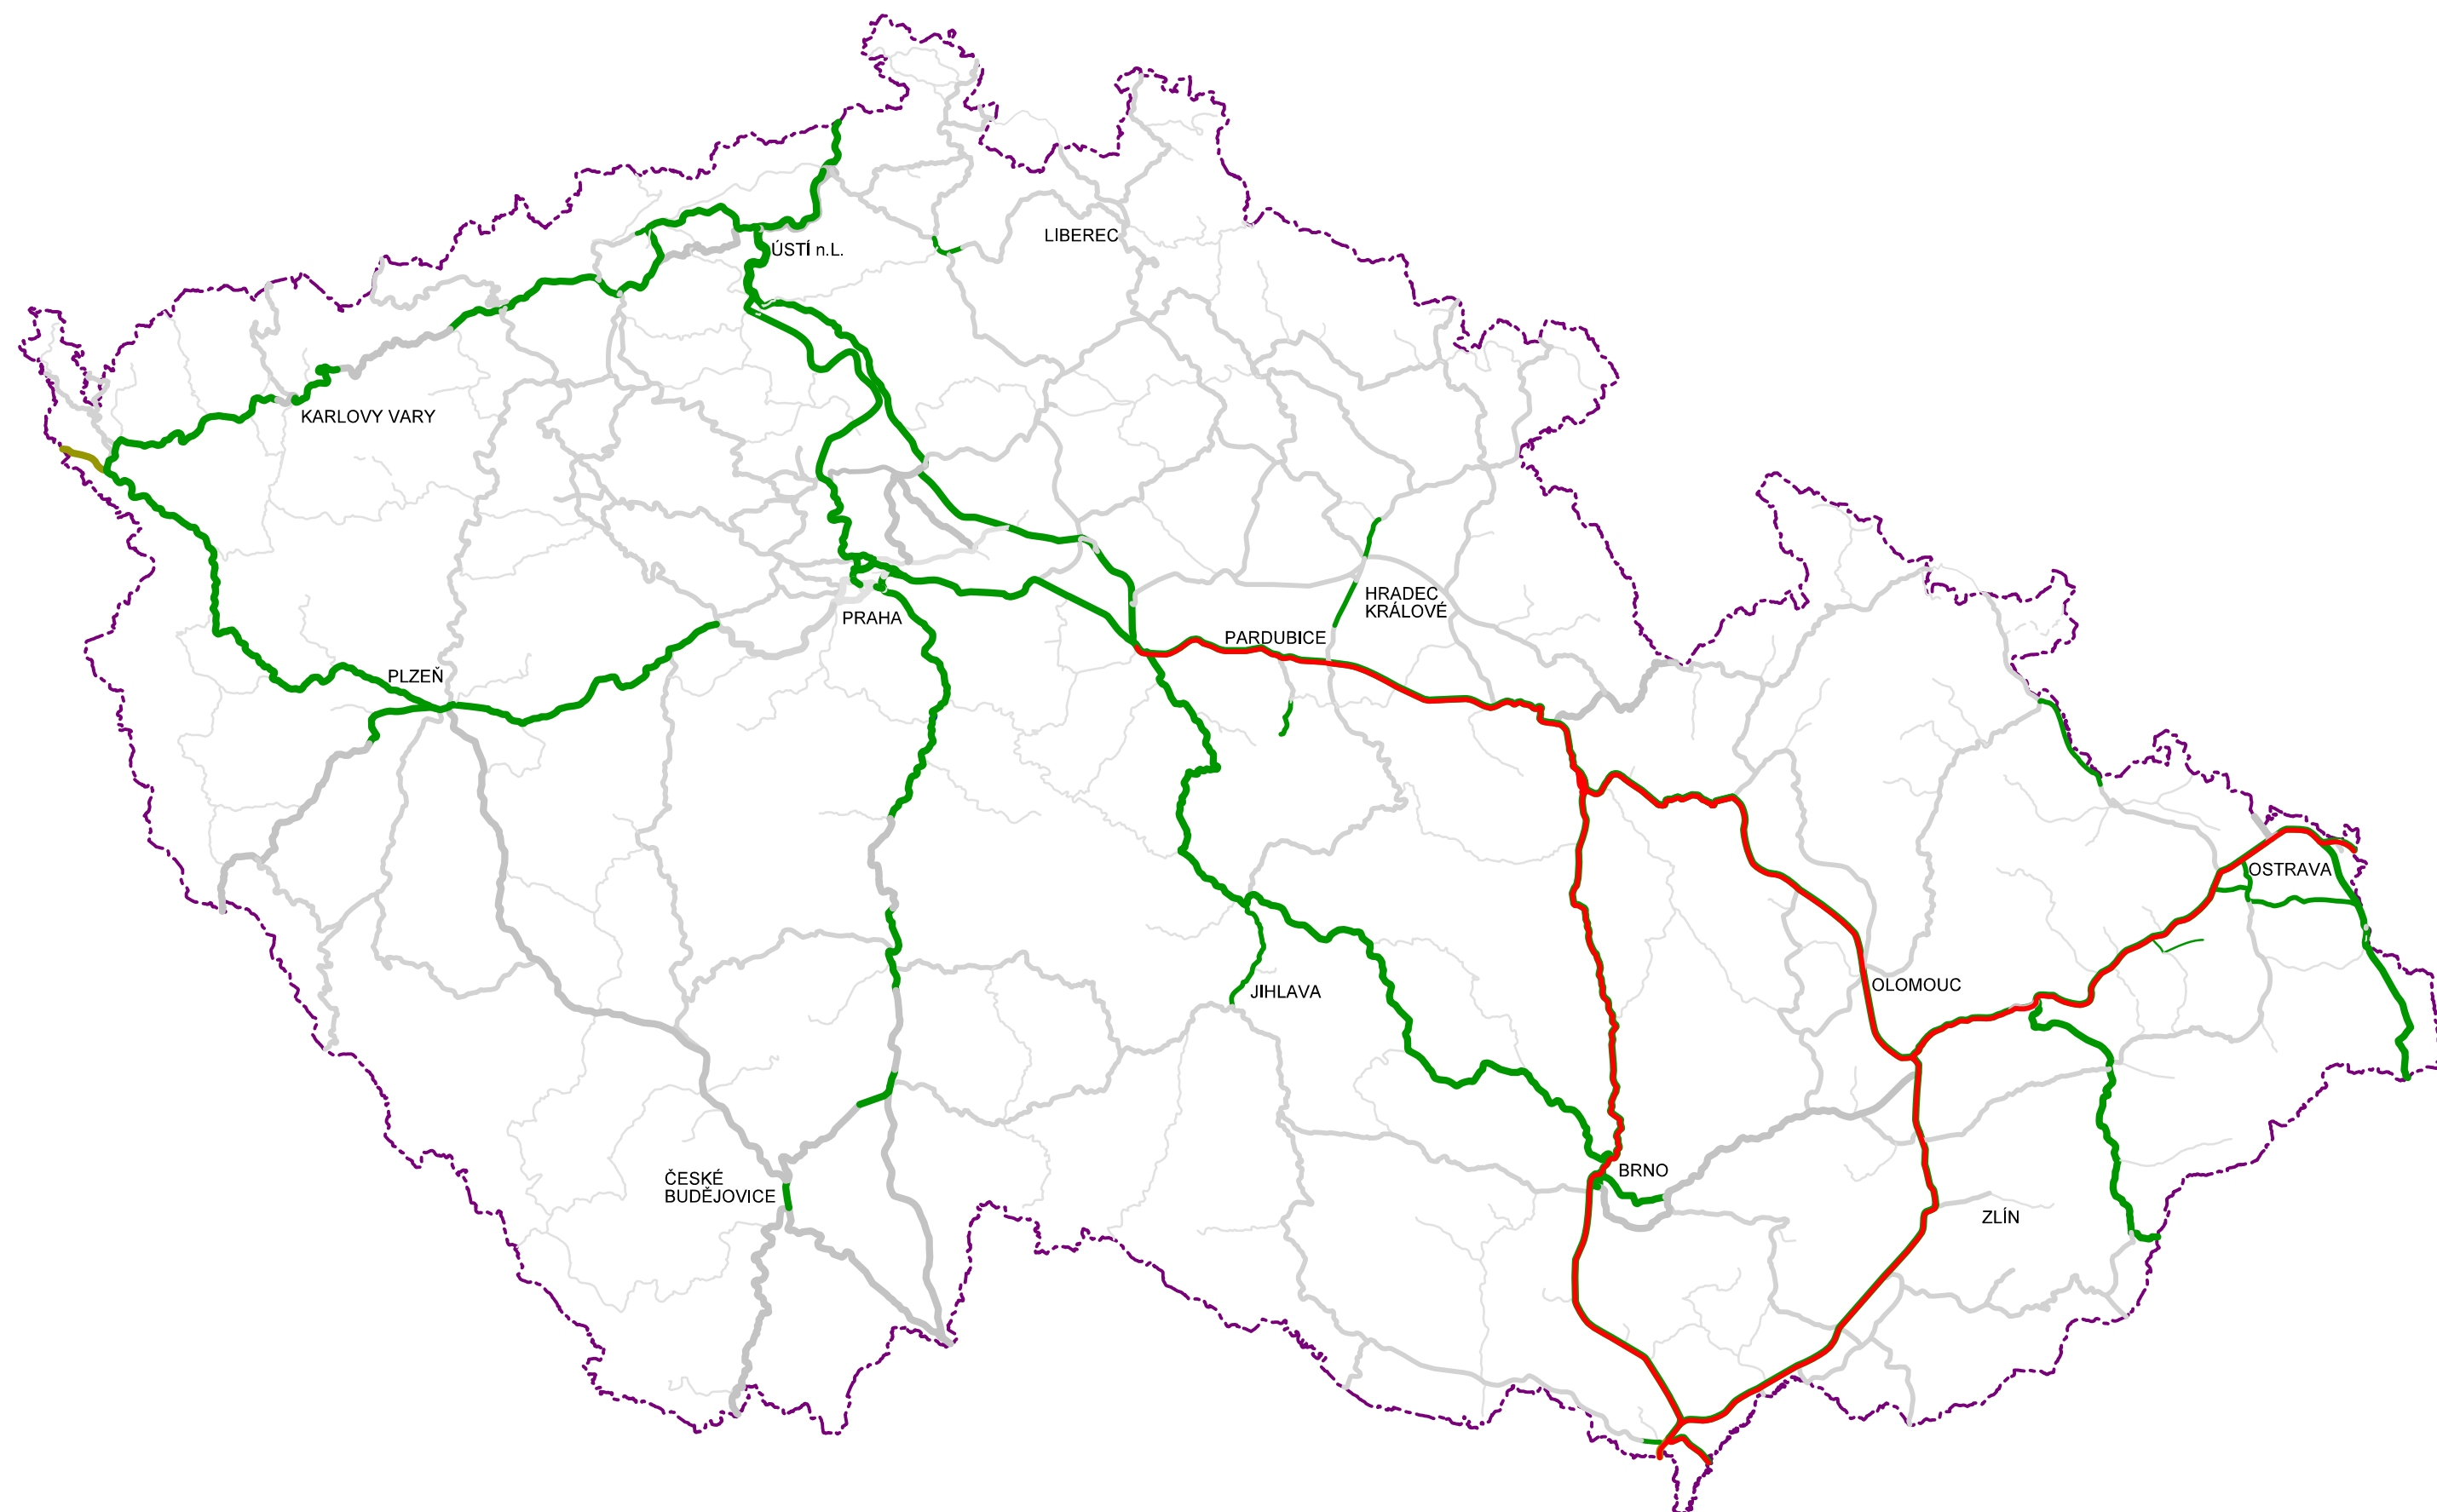 LIBEREC
ÚSTÍ n.L.
KARLOVY VARY
HRADEC
KRÁLOVÉ
PRAHA
PARDUBICE
PLZEŇ
OSTRAVA
OLOMOUC
JIHLAVA
BRNO
ČESKÉ
BUDĚJOVICE
ZLÍN